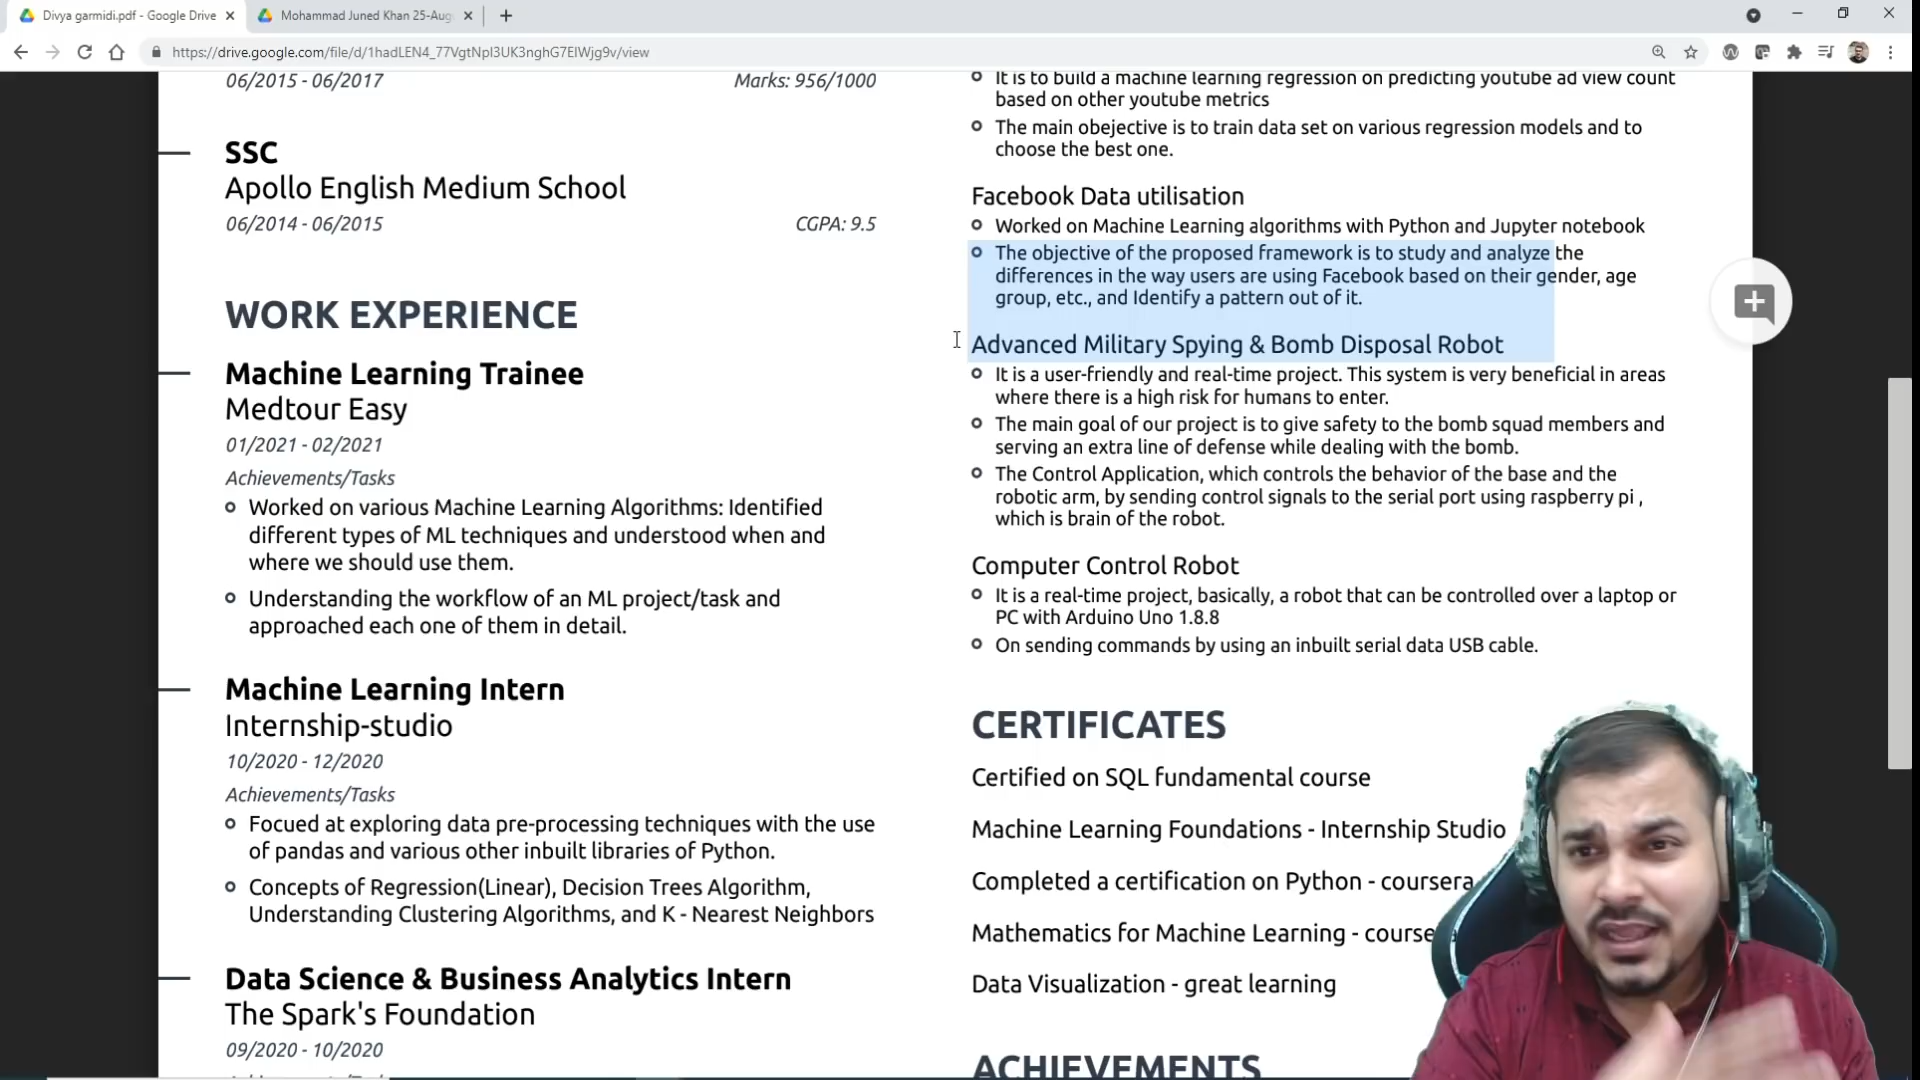 Divya garmidi.pdf - Google Drive
Mohammad Juned Khan 25-Aug
https://drive.google.com/file/d/1hadLEN4_77VgtNpI3UK3nghG7ElWjg9v/view
06/2015 - 06/2017
Marks: 956/1000
SSC
Apollo English Medium School
06/2014 - 06/2015
CGPA: 9.5
WORK EXPERIENCE
Machine Learning Trainee
Medtour Easy
01/2021 - 02/2021
Achievements/Tasks
Worked on various Machine Learning Algorithms: Identified
different types of ML techniques and understood when and
where we should use them.
Understanding the workflow of an ML project/task and
approached each one of them in detail.
Machine Learning Intern
Internship-studio
10/2020 - 12/2020
Achievements/Tasks
Focued at exploring data pre-processing techniques with the use
of pandas and various other inbuilt libraries of Python.
Concepts of Regression(Linear), Decision Trees Algorithm,
Understanding Clustering Algorithms, and K - Nearest Neighbors
Data Science & Business Analytics Intern
The Spark's Foundation
09/2020 - 10/2020
It is to build a machine learning regression on predicting youtube ad view count
based on other youtube metrics
The main obejective is to train data set on various regression models and to
choose the best one.
Facebook Data utilisation
Worked on Machine Learning algorithms with Python and Jupyter notebook
The objective of the proposed framework is to study and analyze the
differences in the way users are using Facebook based on their gender, age
group, etc., and Identify a pattern out of it.
Advanced Military Spying & Bomb Disposal Robot
It is a user-friendly and real-time project. This system is very beneficial in areas
where there is a high risk for humans to enter.
The main goal of our project is to give safety to the bomb squad members and
serving an extra line of defense while dealing with the bomb.
The Control Application, which controls the behavior of the base and the
robotic arm, by sending control signals to the serial port using raspberry pi ,
which is brain of the robot.
Computer Control Robot
It is a real-time project, basically, a robot that can be controlled over a laptop or
PC with Arduino Uno 1.8.8
On sending commands by using an inbuilt serial data USB cable.
CERTIFICATES
Certified on SQL fundamental course
Machine Learning Foundations - Internship Studio
Completed a certification on Python - coursera
Mathematics for Machine Learning - course
Data Visualization - great learning
ACHIEVEMENTS